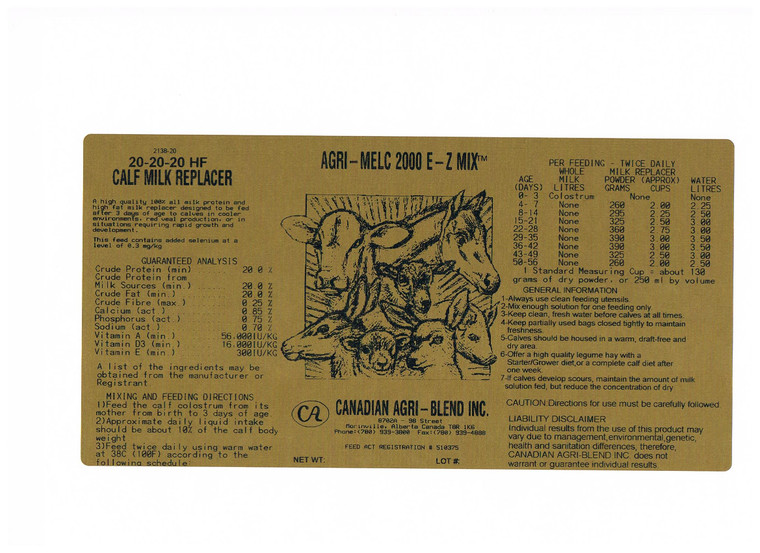 2138-20
20-20-20 HF
CALF MILK REPLACER
A high quality 100% all milk protein and
high fat milk replacer designed to be fed
after 3 days of age to calves in cooler
environments, red veal production, or in
situations requiring rapid growth and
development.
This feed contains added selenium at a
level of 0.3 mg/kg
GUARANTEED ANALYSIS
Crude Protein (min) 20 0 %
Crude Protein from
Milk Sources (min.) 20 0 %
Crude Fat (min.) 20 0 %
Crude Fibre (max ) 0 25 %
Calcium (act ) 0 85 %
Phosphorus (act ) 0 75 %
Sodium (act ) 0 70 %
Vitamin A (min ) 56.000IU/KG
Vitamin D3 (min ) 16.000IU/KG
Vitamin E (min ) 300IU/KG
A list of the ingredients may be
obtained from the manufacturer or
Registrant.
MIXING AND FEEDING DIRECTIONS
1)Feed the calf colostrum from its
mother from birth to 3 days of age.
2)Approximate daily liquid intake
should be about 10% of the calf body
weight
3)Feed twice daily using warm water
at 38C (100F) according to the
following schedule
AGRI-MELC 2000 E-Z MIX™
CA
CANADIAN AGRI-BLEND INC.
8702A - 98 Street
Morinville, Alberta Canada T8R 1K6
Phone:(780) 939-3000 Fax:(780) 939-4688
FEED ACT REGISTRATION # 510375
NET WT: LOT #:
PER FEEDING - TWICE DAILY
WHOLE MILK REPLACER
AGE MILK POWDER (APPROX) WATER
(DAYS) LITRES GRAMS CUPS LITRES
0- 3 Colostrum None None
4- 7 None 260 2 00 2 25
8-14 None 295 2 25 2 50
15-21 None 325 2 50 3 00
22-28 None 360 2 75 3 00
29-35 None 390 3 00 3 50
36-42 None 390 3 00 3 50
43-49 None 325 2 50 3 00
50-56 None 260 2 00 2 50
1 Standard Measuring Cup = about 130
grams of dry powder, or 250 ml by volume
GENERAL INFORMATION
1-Always use clean feeding utensils.
2-Mix enough solution for one feeding only
3-Keep clean, fresh water before calves at all times.
4-Keep partially used bags closed tightly to maintain
freshness.
5-Calves should be housed in a warm, draft-free and
dry area.
6-Offer a high quality legume hay with a
Starter/Grower diet,or a complete calf diet after
one week.
7-If calves develop scours, maintain the amount of milk
solution fed, but reduce the concentration of dry
CAUTION:Directions for use must be carefully followed.
LIABILITY DISCLAIMER
Individual results from the use of this product may
vary due to management,environmental,genetic,
health and sanitation differences, therefore,
CANADIAN AGRI-BLEND INC. does not
warrant or guarantee individual results.